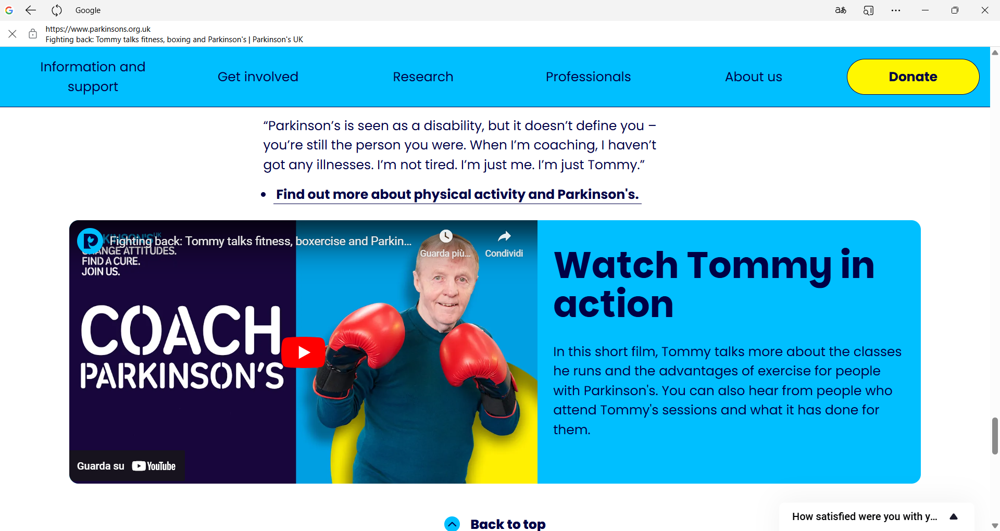 Google
https://www.parkinsons.org.uk
Fighting back: Tommy talks fitness, boxing and Parkinson's | Parkinson's UK
Information and
support
Get involved
Research
Professionals
About us
Donate
“Parkinson’s is seen as a disability, but it doesn’t define you –
you’re still the person you were. When I’m coaching, I haven’t
got any illnesses. I’m not tired. I’m just me. I’m just Tommy.”
• Find out more about physical activity and Parkinson's.
Fighting back: Tommy talks fitness, boxercise and Parkin...
Guarda più...
Condividi
FIND A CURE.
JOIN US.
COACH
PARKINSON’S
Guarda su YouTube
Watch Tommy in
action
In this short film, Tommy talks more about the classes
he runs and the advantages of exercise for people
with Parkinson's. You can also hear from people who
attend Tommy's sessions and what it has done for
them.
Back to top
How satisfied were you with y...